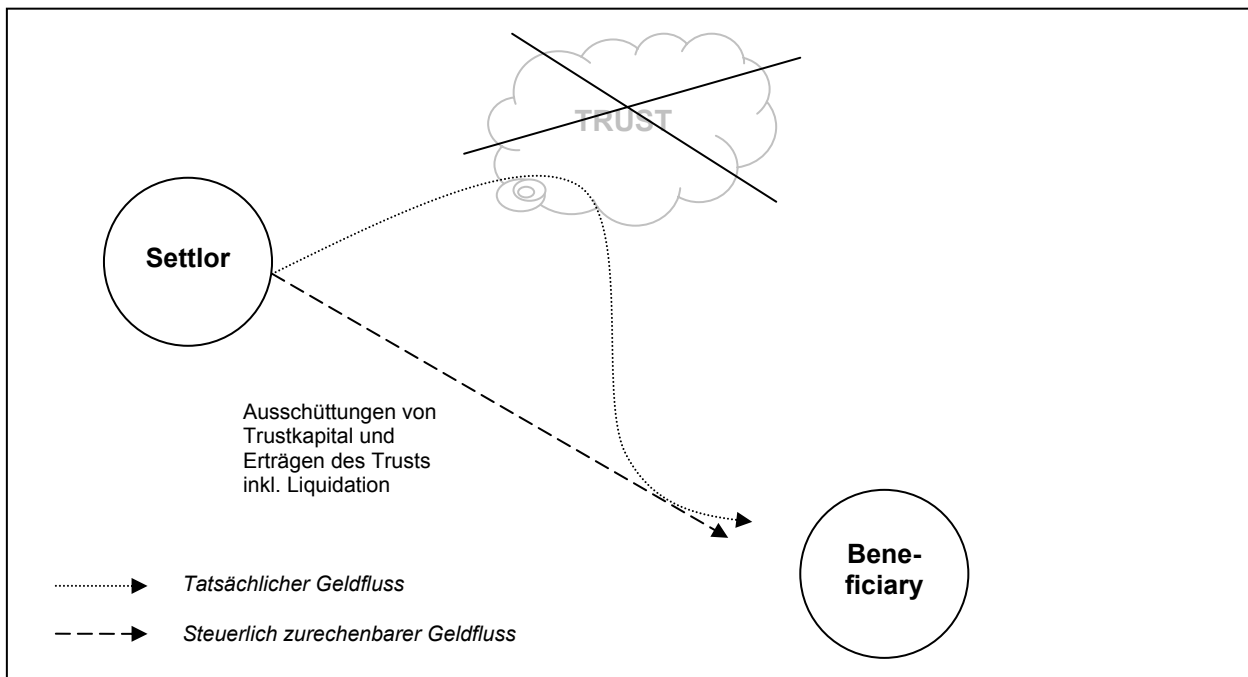 TRUST
Settlor
Ausschüttungen von
Trustkapital und
Erträgen des Trusts
inkl. Liquidation
Bene-
ficiary
Tatsächlicher Geldfluss
Steuerlich zurechenbarer Geldfluss